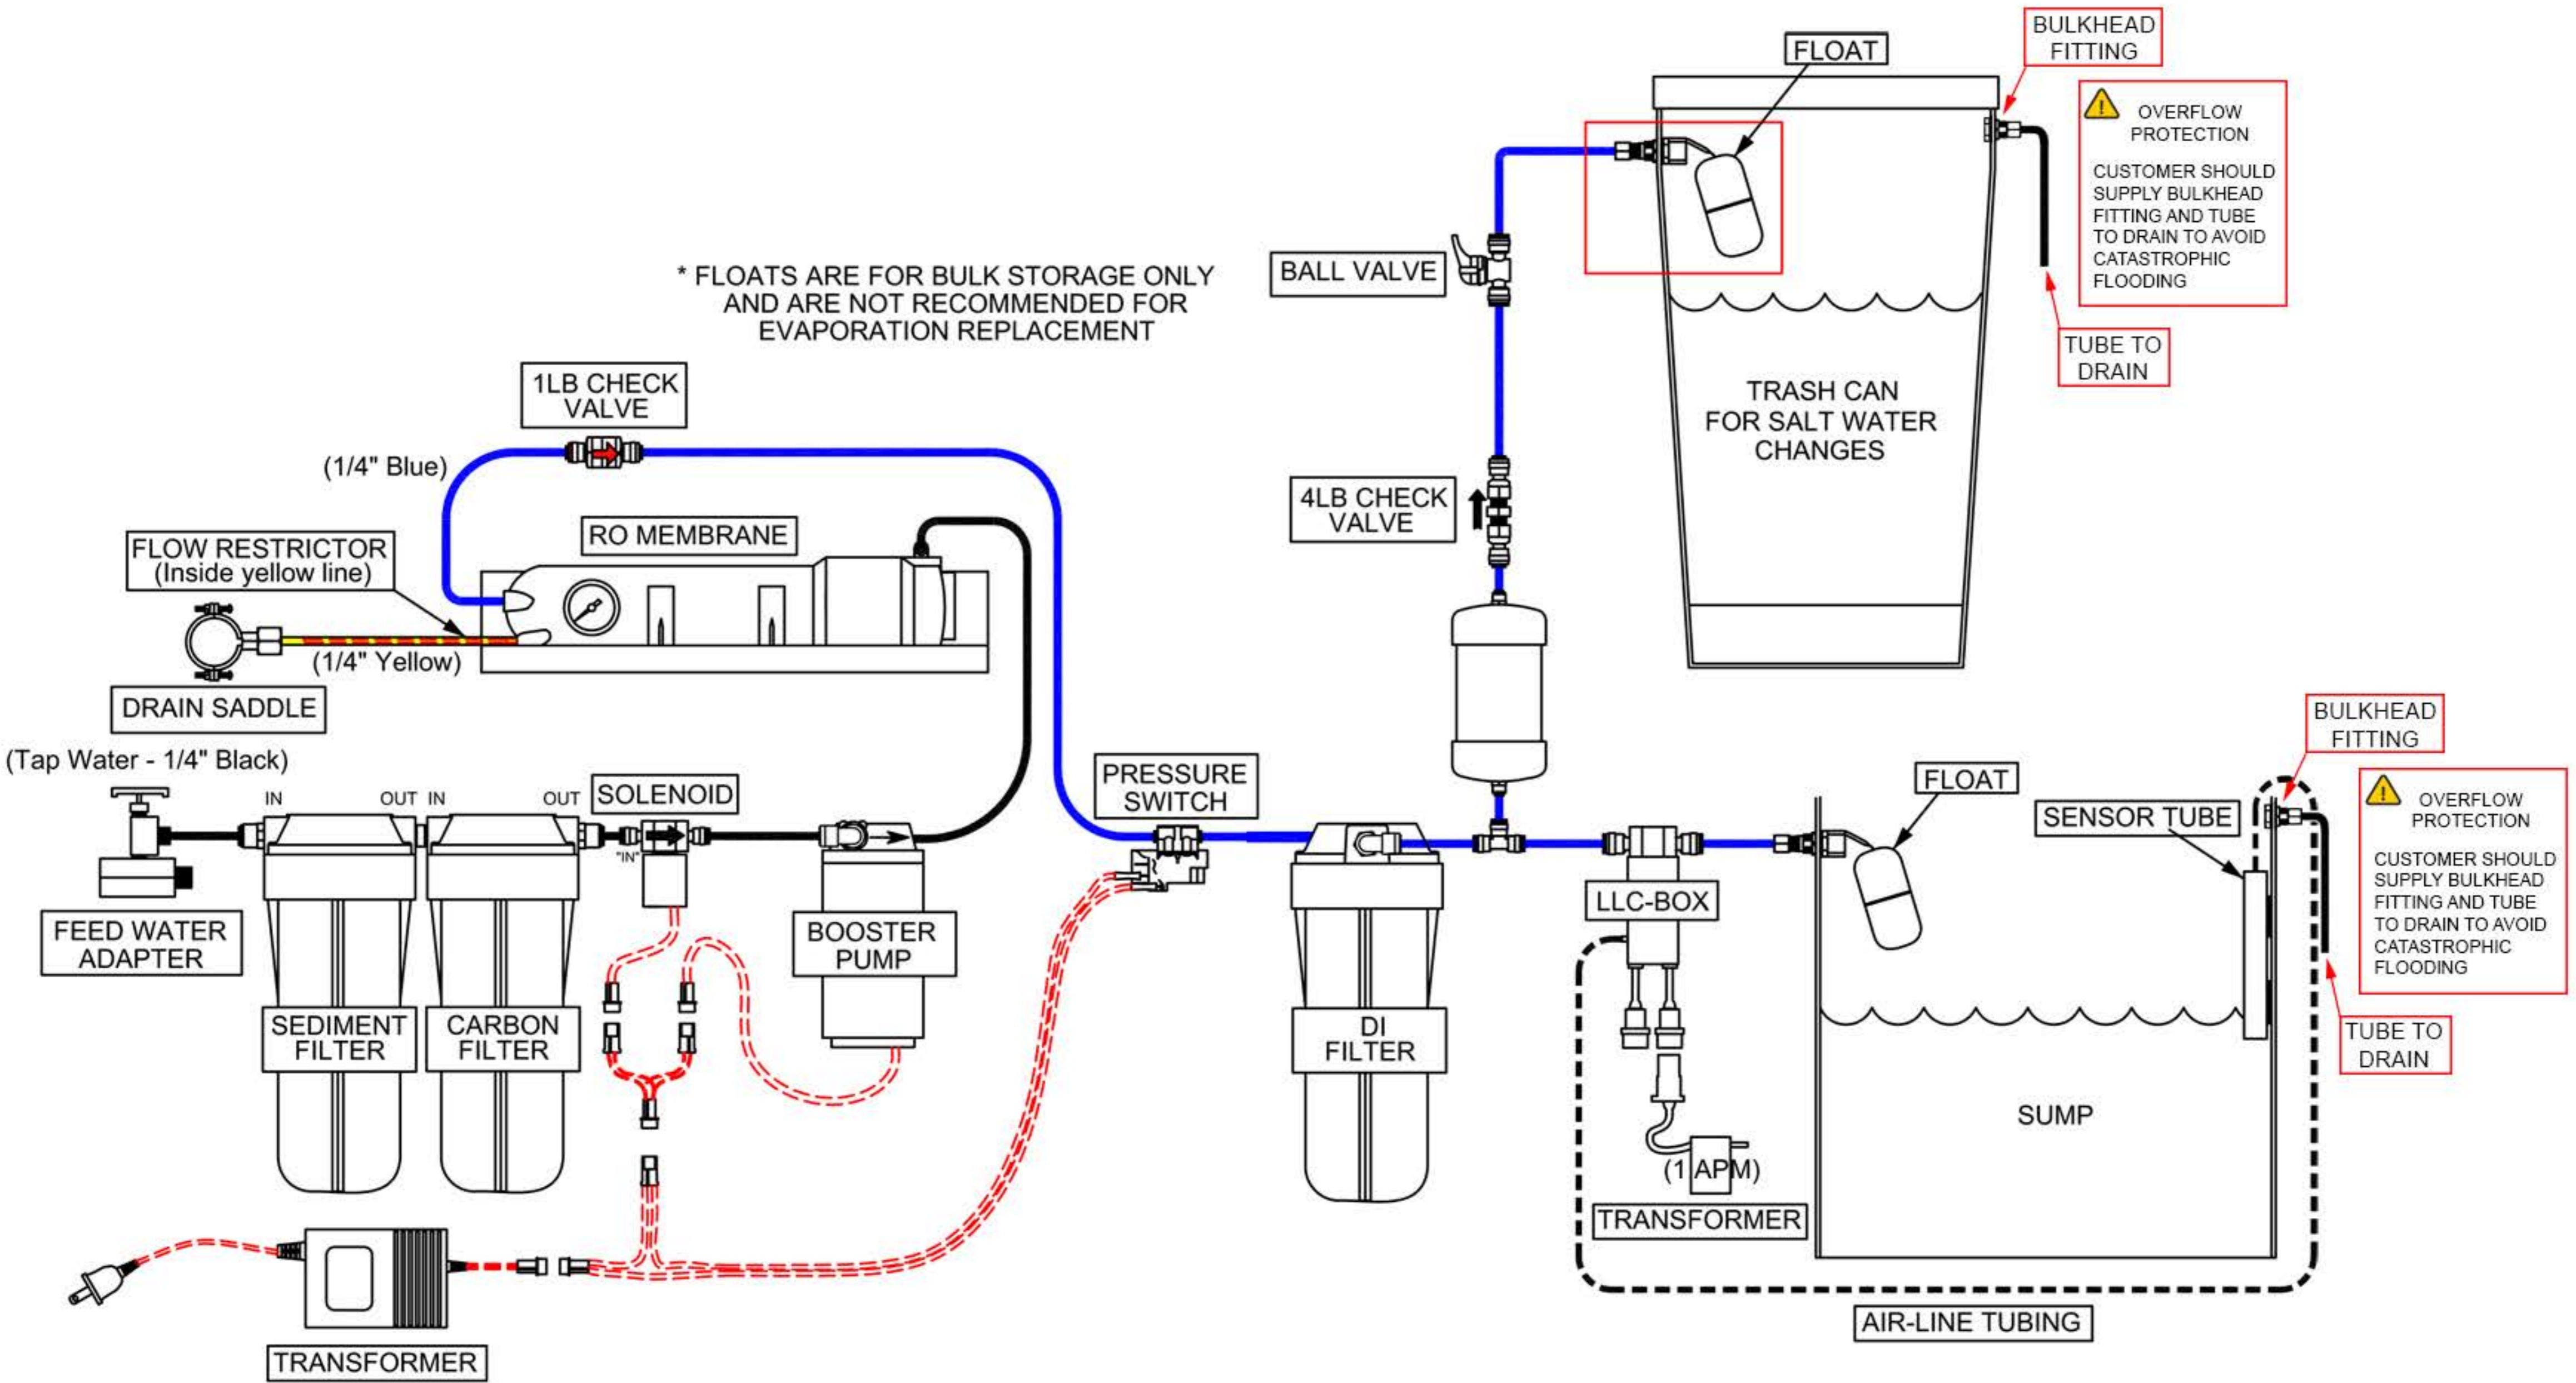 BULKHEAD
FITTING
FLOAT
OVERFLOW
PROTECTION
CUSTOMER SHOULD
SUPPLY BULKHEAD
FITTING AND TUBE
TO DRAIN TO AVOID
CATASTROPHIC
FLOODING
BALL VALVE
* FLOATS ARE FOR BULK STORAGE ONLY
AND ARE NOT RECOMMENDED FOR
EVAPORATION REPLACEMENT
TUBE TO
DRAIN
1LB CHECK
VALVE
TRASH CAN
FOR SALT WATER
CHANGES
(1/4" Blue)
4LB CHECK
VALVE
RO MEMBRANE
FLOW RESTRICTOR
(Inside yellow line)
(1/4" Yellow)
DRAIN SADDLE
BULKHEAD
FITTING
(Tap Water - 1/4" Black)
PRESSURE
SWITCH
FLOAT
IN
OUT
IN
OUT
SOLENOID
"IN"
SENSOR TUBE
OVERFLOW
PROTECTION
CUSTOMER SHOULD
SUPPLY BULKHEAD
FITTING AND TUBE
TO DRAIN TO AVOID
CATASTROPHIC
FLOODING
LLC-BOX
FEED WATER
ADAPTER
BOOSTER
PUMP
SEDIMENT
FILTER
CARBON
FILTER
DI
FILTER
TUBE TO
DRAIN
SUMP
(1 APM)
TRANSFORMER
AIR-LINE TUBING
TRANSFORMER